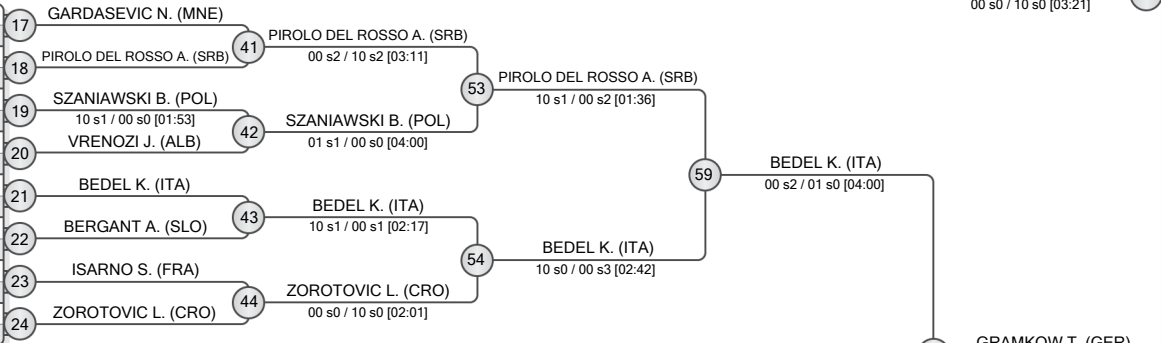 00 s0 / 10 s0 [03:21]
17
GARDASEVIC N. (MNE)
41
PIROLO DEL ROSSO A. (SRB)
00 s2 / 10 s2 [03:11]
18
PIROLO DEL ROSSO A. (SRB)
53
PIROLO DEL ROSSO A. (SRB)
10 s1 / 00 s2 [01:36]
19
SZANIAWSKI B. (POL)
10 s1 / 00 s0 [01:53]
42
SZANIAWSKI B. (POL)
01 s1 / 00 s0 [04:00]
20
VRENOZI J. (ALB)
59
BEDEL K. (ITA)
00 s2 / 01 s0 [04:00]
21
BEDEL K. (ITA)
43
BEDEL K. (ITA)
10 s1 / 00 s1 [02:17]
22
BERGANT A. (SLO)
54
BEDEL K. (ITA)
10 s0 / 00 s3 [02:42]
23
ISARNO S. (FRA)
44
ZOROTOVIC L. (CRO)
00 s0 / 10 s0 [02:01]
24
ZOROTOVIC L. (CRO)
GRAMKOW T. (GER)